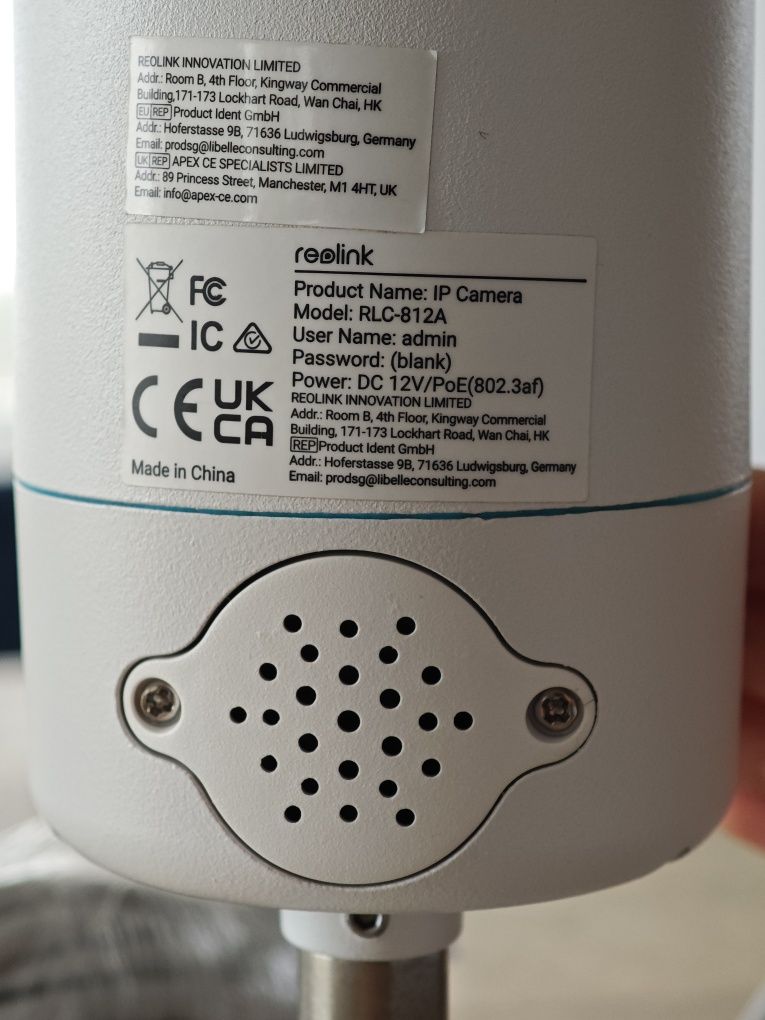 REOLINK INNOVATION LIMITED
Addr.: Room B, 4th Floor, Kingway Commercial
Building,171-173 Lockhart Road, Wan Chai, HK
EU REP Product Ident GmbH
Addr.: Hoferstasse 9B, 71636 Ludwigsburg, Germany
Email: prodsg@libelleconsulting.com
UK REP APEX CE SPECIALISTS LIMITED
Addr.: 89 Princess Street, Manchester, M1 4HT, UK
Email: info@apex-ce.com
reolink
Product Name: IP Camera
Model: RLC-812A
User Name: admin
Password: (blank)
Power: DC 12V/PoE(802.3af)
REOLINK INNOVATION LIMITED
Addr.: Room B, 4th Floor, Kingway Commercial
Building, 171-173 Lockhart Road, Wan Chai, HK
REP Product Ident GmbH
Addr.: Hoferstasse 9B, 71636 Ludwigsburg, Germany
Email: prodsg@libelleconsulting.com
FC
IC
CE UK
CA
Made in China